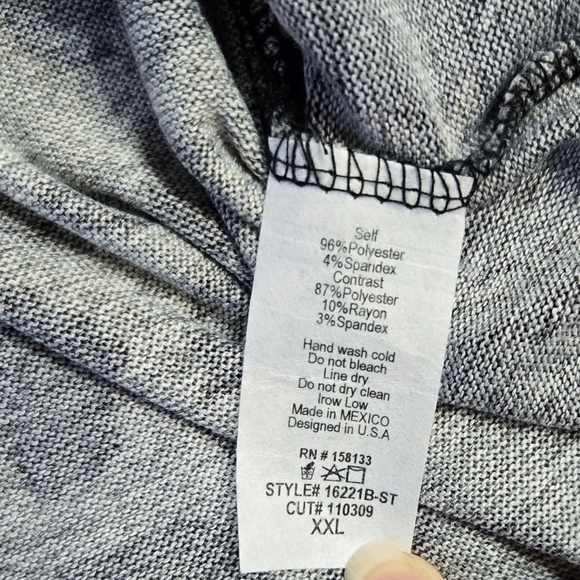 Self
96%Polyester
4%Spandex
Contrast
87%Polyester
10%Rayon
3%Spandex
Hand wash cold
Do not bleach
Line dry
Do not dry clean
Irow Low
Made in MEXICO
Designed in U.S.A
RN # 158133
STYLE# 16221B-ST
CUT# 110309
XXL